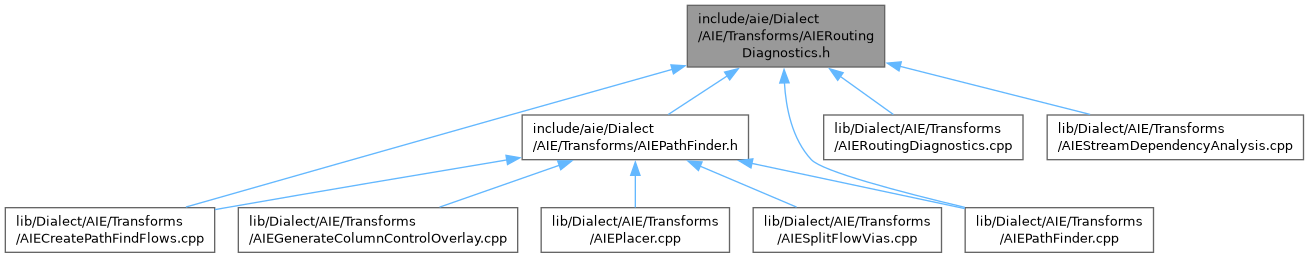 include/aie/Dialect
/AIE/Transforms/AIERouting
Diagnostics.h
include/aie/Dialect
/AIE/Transforms/AIEPathFinder.h
lib/Dialect/AIE/Transforms
/AIERoutingDiagnostics.cpp
lib/Dialect/AIE/Transforms
/AIEStreamDependencyAnalysis.cpp
lib/Dialect/AIE/Transforms
/AIECreatePathFindFlows.cpp
lib/Dialect/AIE/Transforms
/AIEGenerateColumnControlOverlay.cpp
lib/Dialect/AIE/Transforms
/AIEPlacer.cpp
lib/Dialect/AIE/Transforms
/AIESplitFlowVias.cpp
lib/Dialect/AIE/Transforms
/AIEPathFinder.cpp